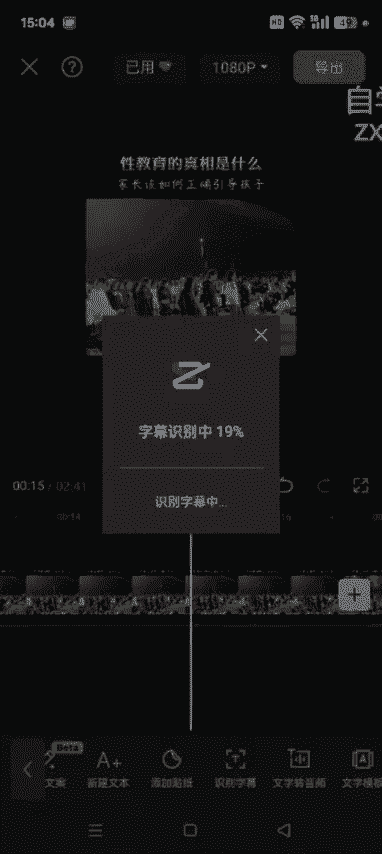 15:04
HD
已用
1080P
导出
自学
ZX
性教育的真相是什么
家长该如何正确引导孩子
字幕识别中 19%
识别字幕中...
00:15 / 02:41
Beta
文案
新建文本
添加贴纸
识别字幕
文字转音频
文字模板